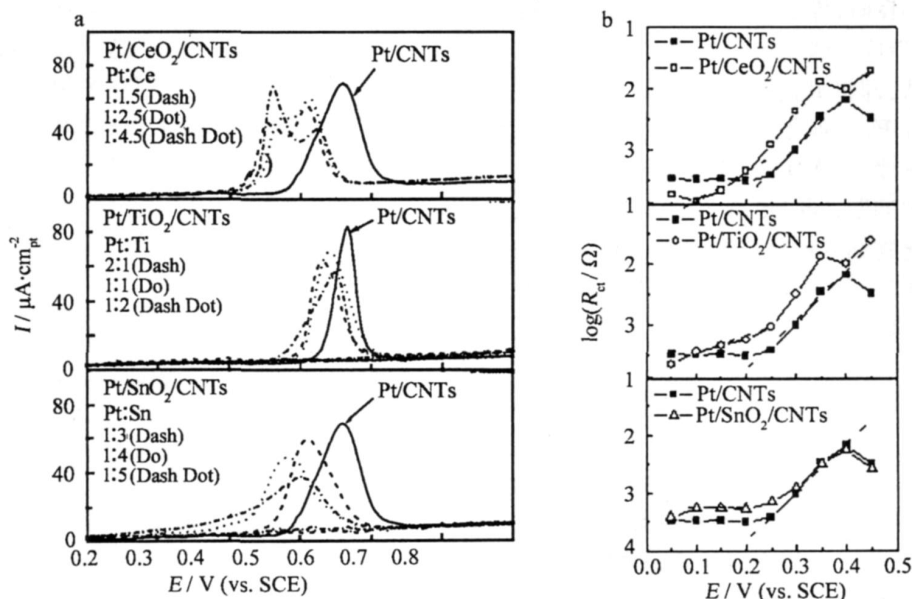 a
Pt/CeO₂/CNTs
Pt:Ce
1:1.5(Dash)
1:2.5(Dot)
1:4.5(Dash Dot)
Pt/CNTs
80
40
0
Pt/TiO₂/CNTs
Pt:Ti
2:1(Dash)
1:1(Do)
1:2(Dash Dot)
Pt/CNTs
80
40
0
Pt/SnO₂/CNTs
Pt:Sn
1:3(Dash)
1:4(Do)
1:5(Dash Dot)
Pt/CNTs
80
40
0
I / μA·cm⁻²pt
0.2 0.3 0.4 0.5 0.6 0.7 0.8
E / V (vs. SCE)
b
Pt/CNTs
Pt/CeO₂/CNTs
1
2
3
1
Pt/CNTs
Pt/TiO₂/CNTs
2
3
1
Pt/CNTs
Pt/SnO₂/CNTs
2
3
4
log(Rct / Ω)
0.0 0.1 0.2 0.3 0.4 0.5
E / V (vs. SCE)